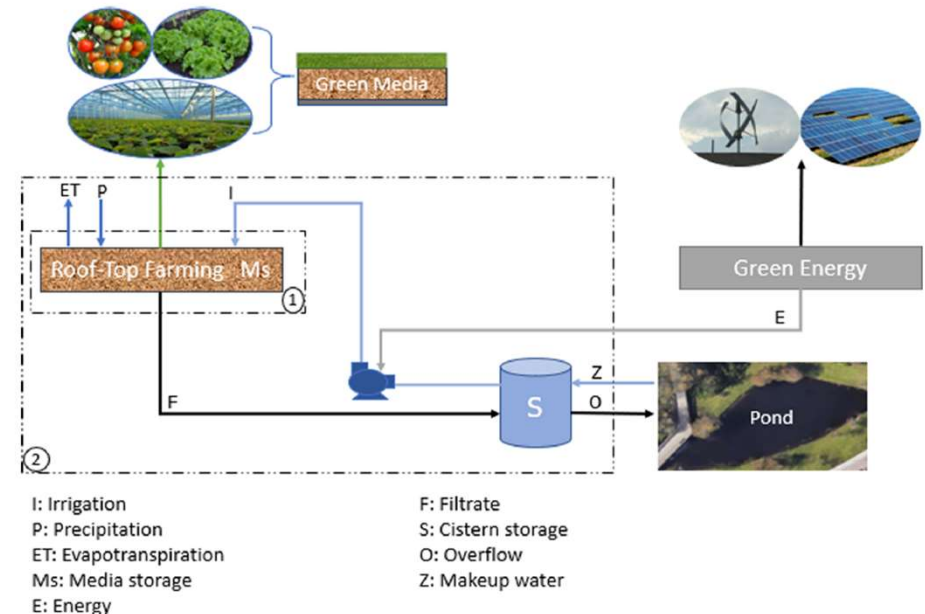 Green Media
ET
P
I
Roof-Top Farming Ms
1
Green Energy
E
Z
S
O
F
Pond
2
I: Irrigation
P: Precipitation
ET: Evapotranspiration
Ms: Media storage
E: Energy
F: Filtrate
S: Cistern storage
O: Overflow
Z: Makeup water